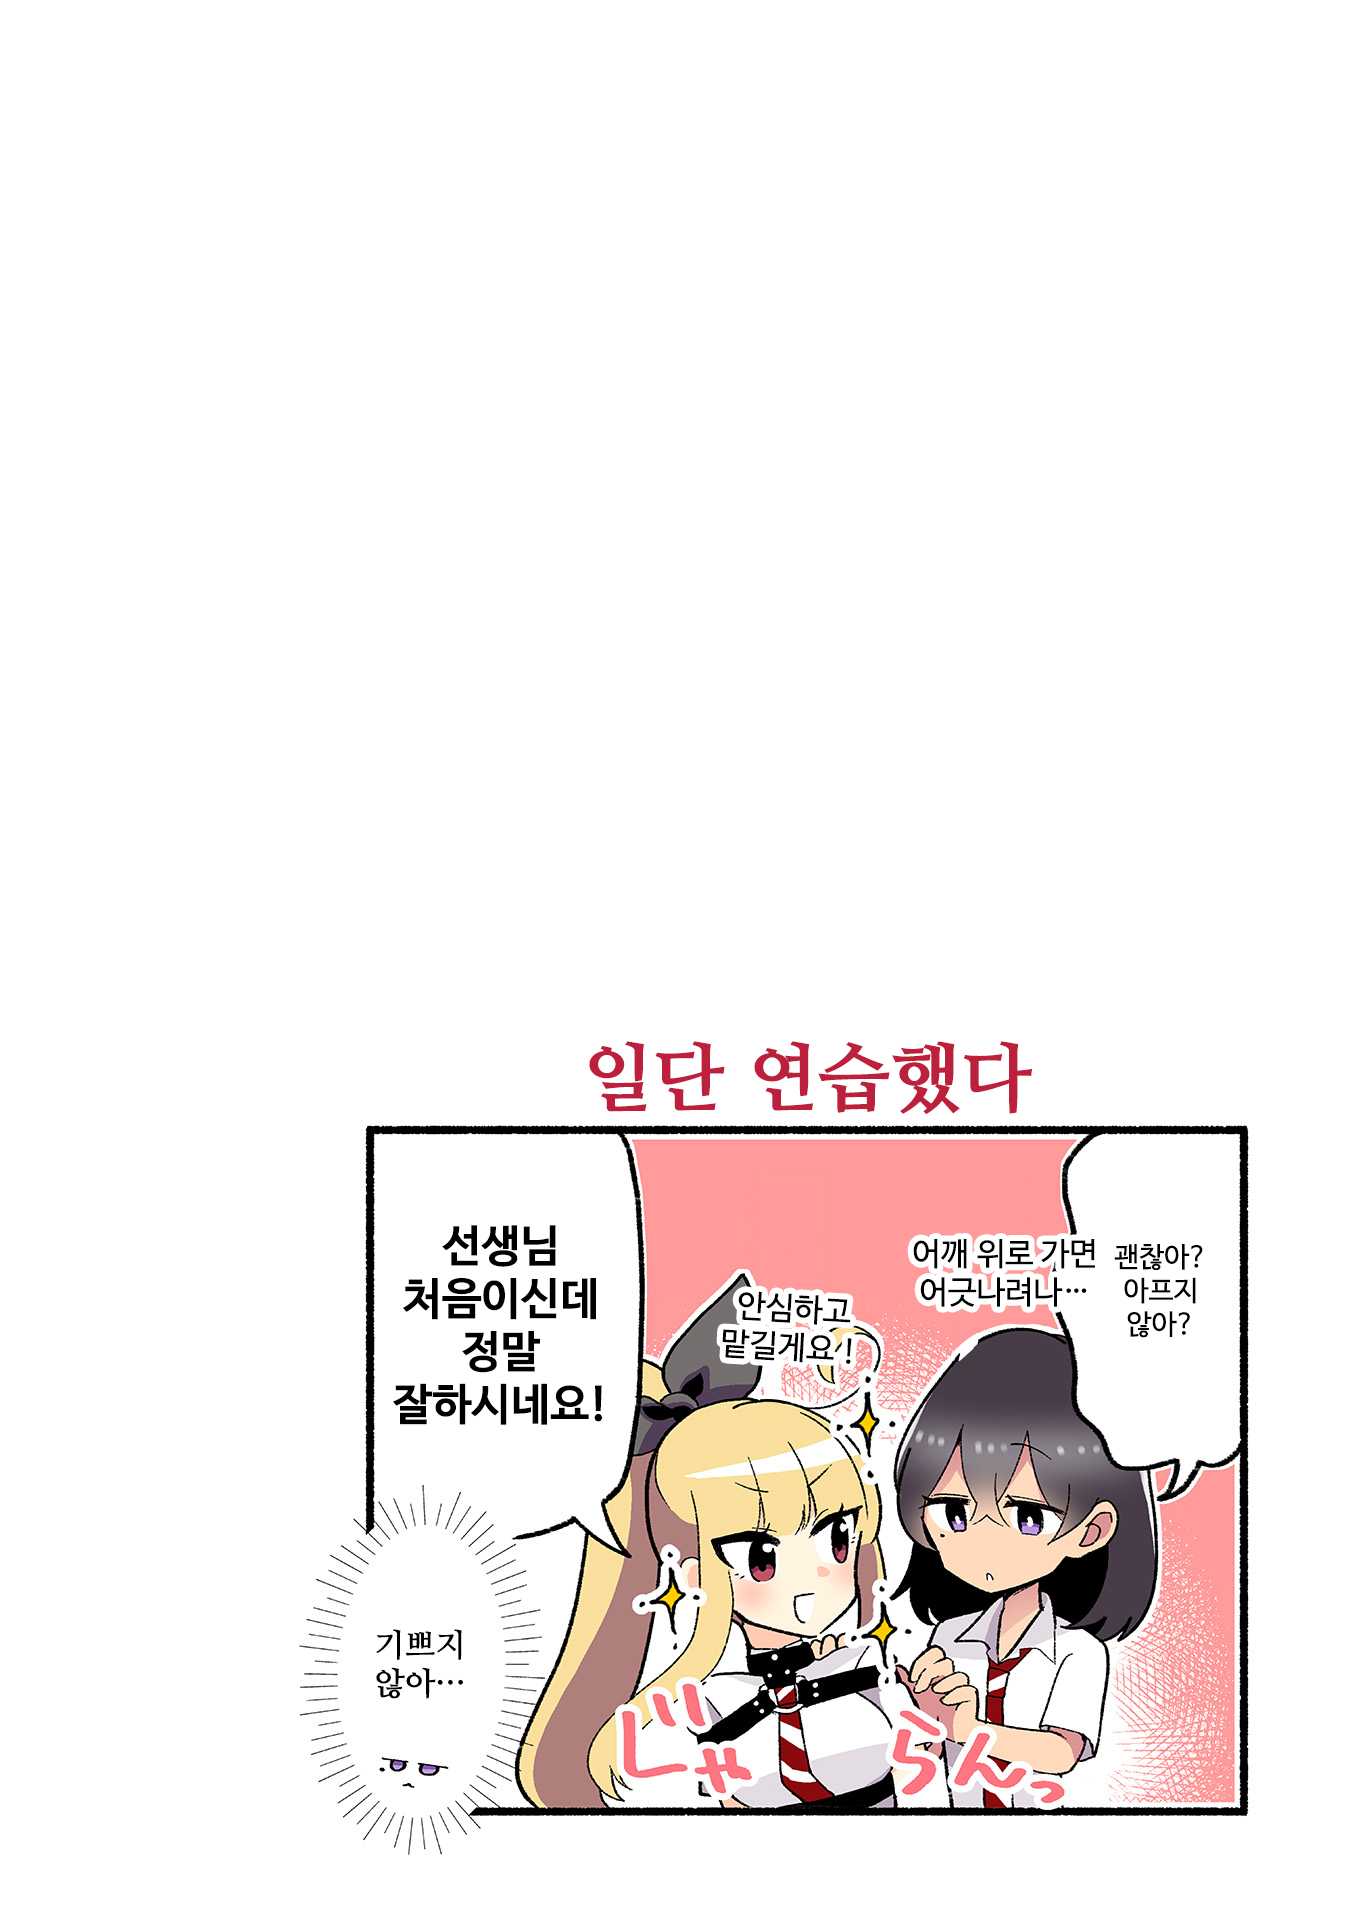 일단 연습했다
괜찮아?
아프지
않아?
어깨 위로 가면
어긋나려나…
안심하고
맡길게요!
선생님
처음이신데
정말
잘하시네요!
じゃ
らんっ
기쁘지
않아…